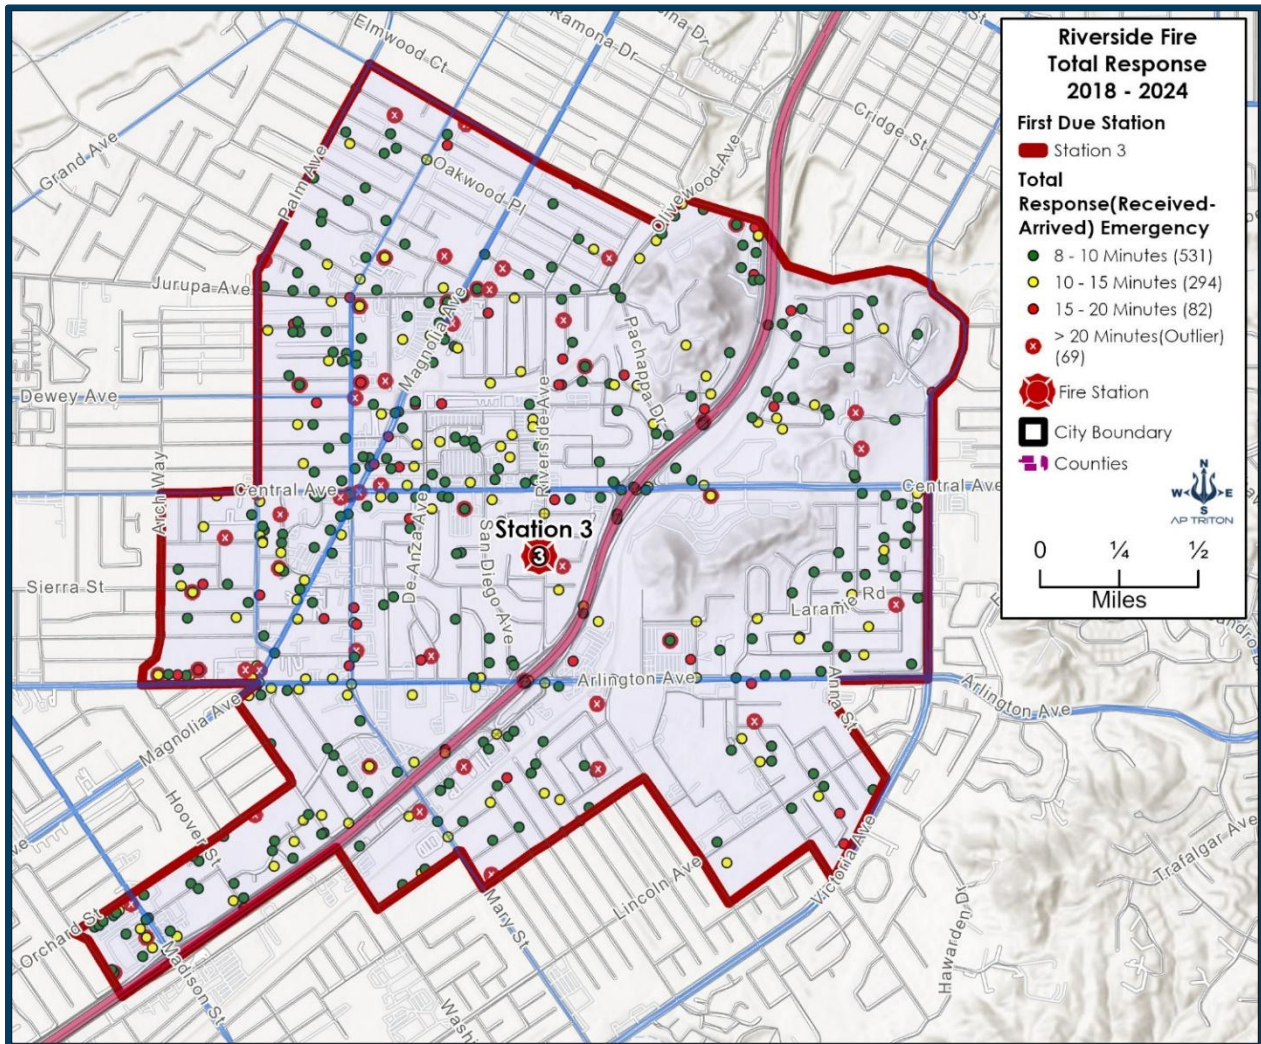 Elmwood Ct
Ramona Dr
Riverside Fire
Total Response
2018 - 2024
First Due Station
Station 3
Total
Response(Received-
Arrived) Emergency
8 - 10 Minutes (531)
10 - 15 Minutes (294)
15 - 20 Minutes (82)
> 20 Minutes(Outlier)
(69)
Fire Station
City Boundary
Counties
N
W E
S
AP TRITON
0 ¼ ½
Miles
Cridge St
Grand Ave
Palm Ave
Oakwood Pl
Olivewood Ave
Jurupa Ave
Magnolia Ave
Pachappa Dr
Dewey Ave
Riverside Ave
Arch Way
Central Ave
Central Ave
De Anza Ave
San Diego Ave
Station 3
3
Sierra St
Laramie Rd
Arlington Ave
Anna St
Arlington Ave
Magnolia Ave
Hoover St
Victoria Ave
Trafalgar Ave
Lincoln Ave
Mary St
Hawarden Dr
Orchard St
Madison St